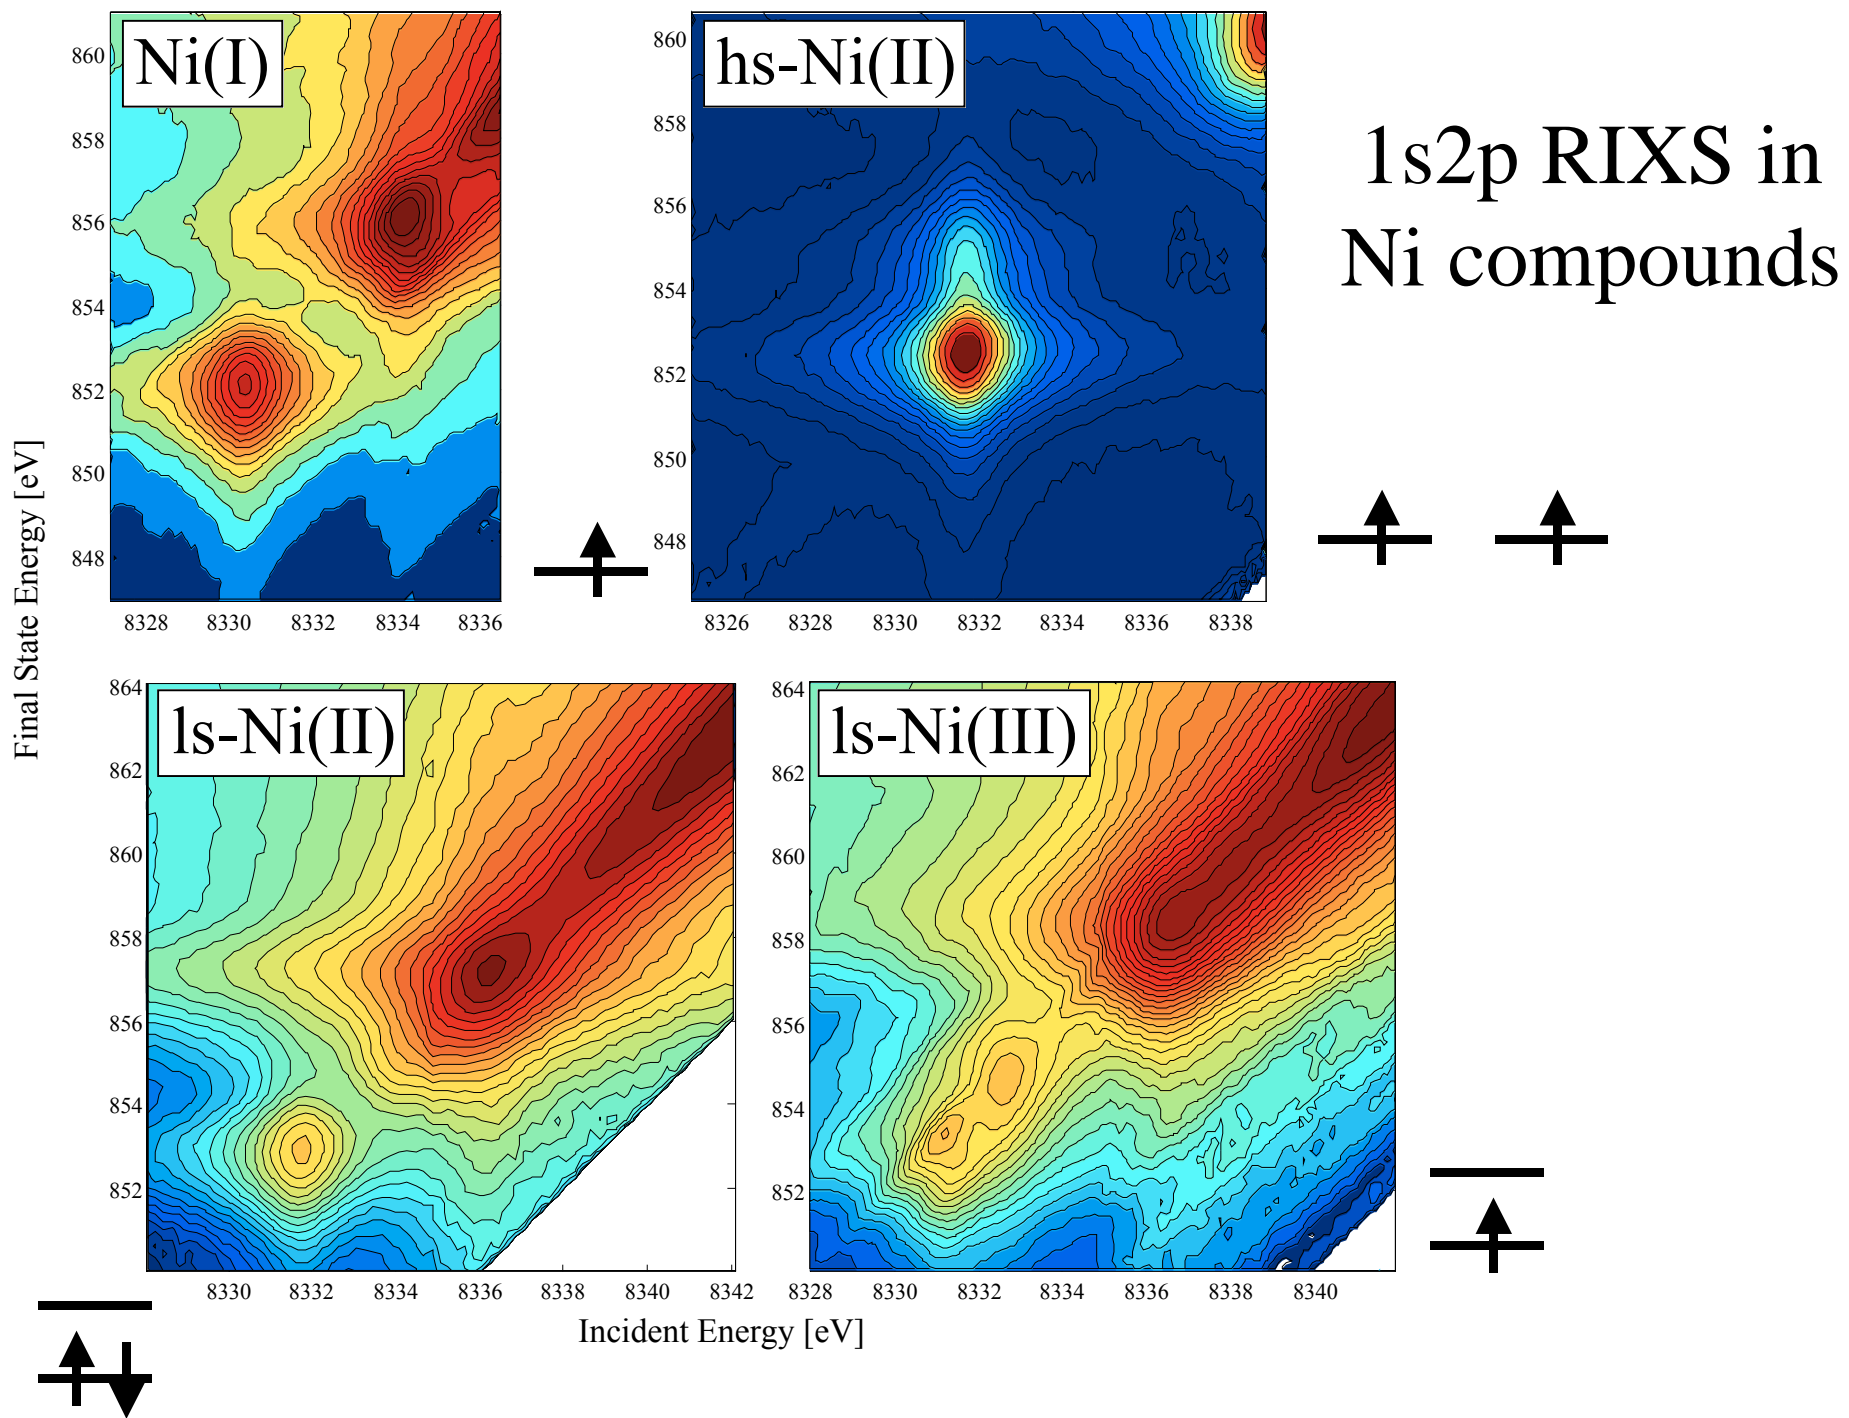 Ni(I)
hs-Ni(II)
1s2p RIXS in
Ni compounds
860
858
856
854
852
850
848
8328 8330 8332 8334 8336
860
858
856
854
852
850
848
8326 8328 8330 8332 8334 8336 8338
Final State Energy [eV]
ls-Ni(II)
ls-Ni(III)
864
862
860
858
856
854
852
8330 8332 8334 8336 8338 8340 8342
864
862
860
858
856
854
852
8328 8330 8332 8334 8336 8338 8340
Incident Energy [eV]